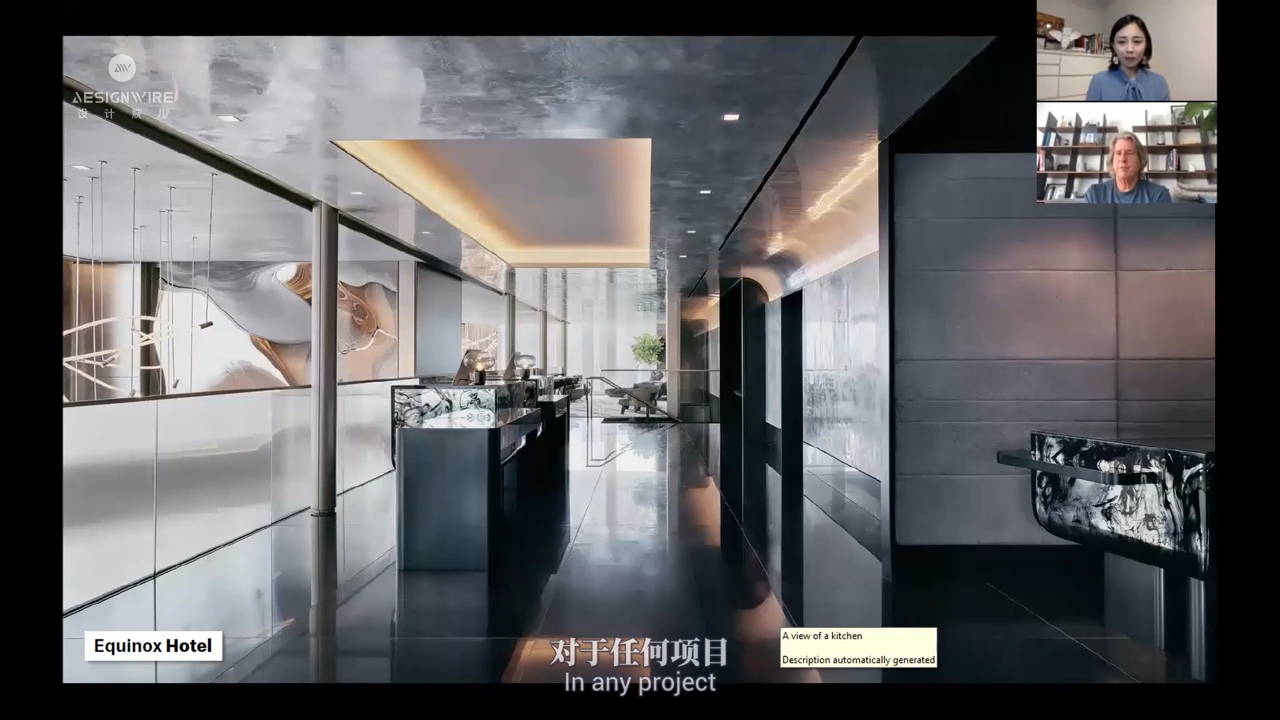 DESIGNWIRE
设计院儿
Equinox Hotel
A view of a kitchen
Description automatically generated
对于任何项目
In any project